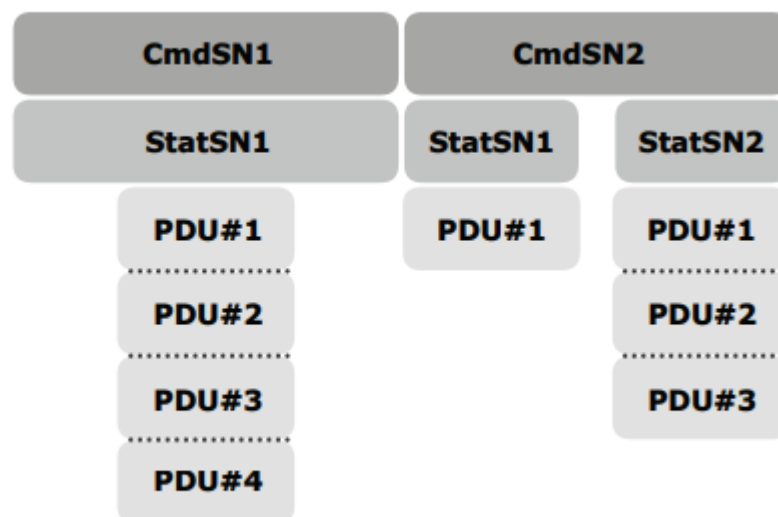 CmdSN1 CmdSN2
StatSN1 StatSN1 StatSN2
PDU#1 PDU#1 PDU#1
PDU#2 PDU#2
PDU#3 PDU#3
PDU#4